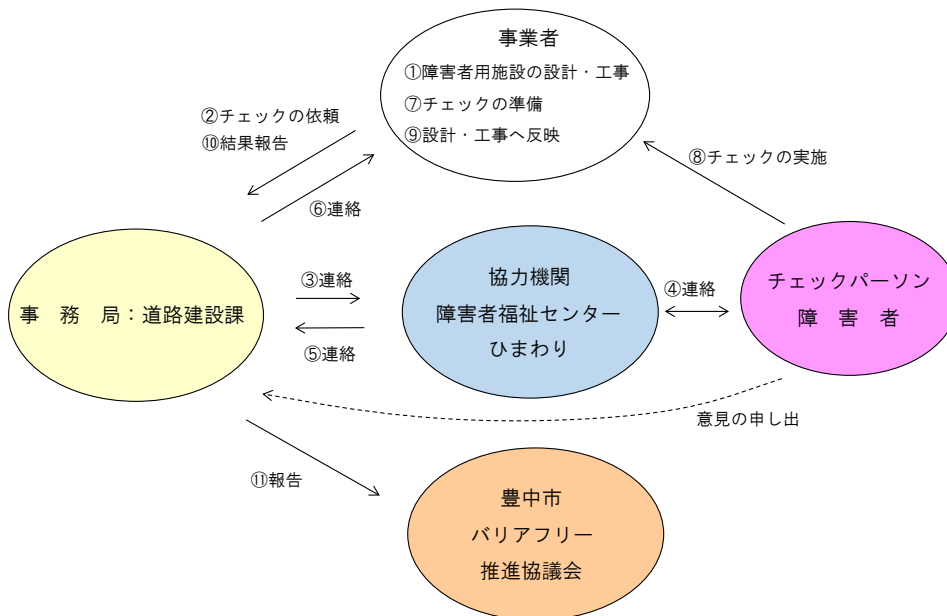 事業者
①障害者用施設の設計・工事
⑦チェックの準備
⑨設計・工事へ反映
②チェックの依頼
⑩結果報告
⑥連絡
⑧チェックの実施
事　務　局：道路建設課
③連絡
⑤連絡
協力機関
障害者福祉センター
ひまわり
④連絡
チェックパーソン
障　害　者
意見の申し出
⑪報告
豊中市
バリアフリー
推進協議会